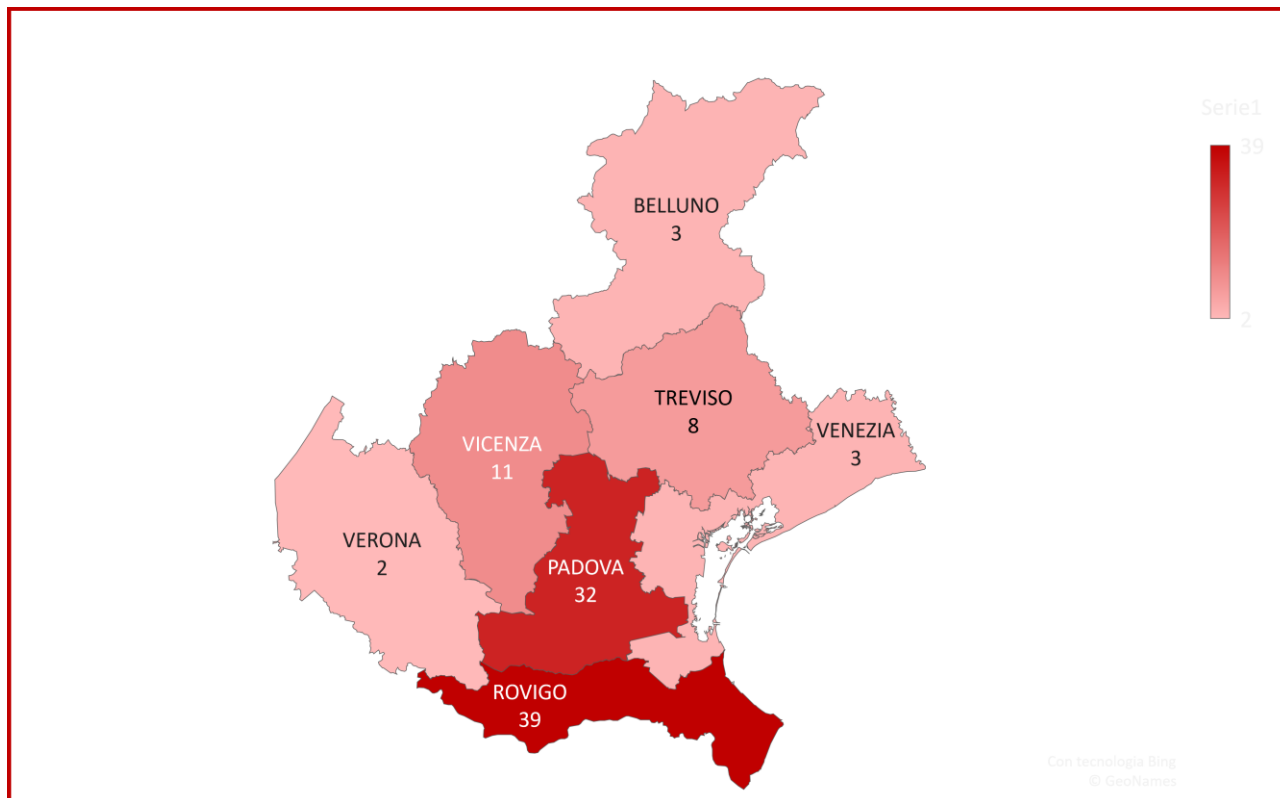 Serie1
39
2
BELLUNO
3
TREVISO
8
VENEZIA
3
VICENZA
11
VERONA
2
PADOVA
32
ROVIGO
39
Con tecnologia Bing
© GeoNames